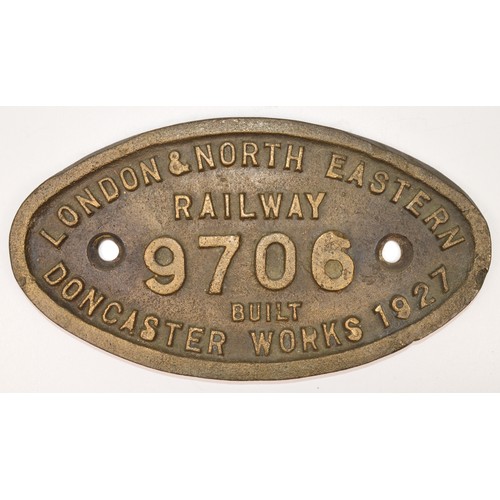 LONDON & NORTH EASTERN
RAILWAY
9706
BUILT
DONCASTER WORKS 1927